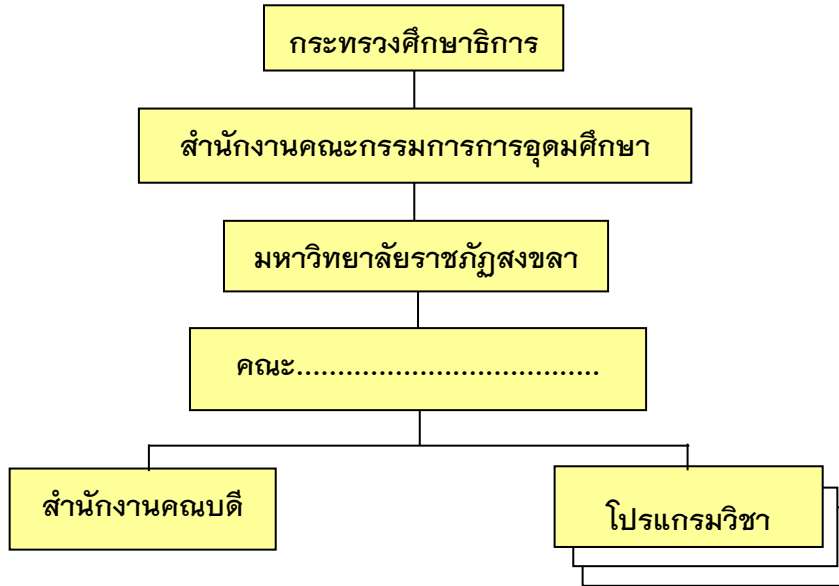 กระทรวงศึกษาธิการ
สำนักงานคณะกรรมการการอุดมศึกษา
มหาวิทยาลัยราชภัฏสงขลา
คณะ....................................
สำนักงานคณบดี
โปรแกรมวิชา